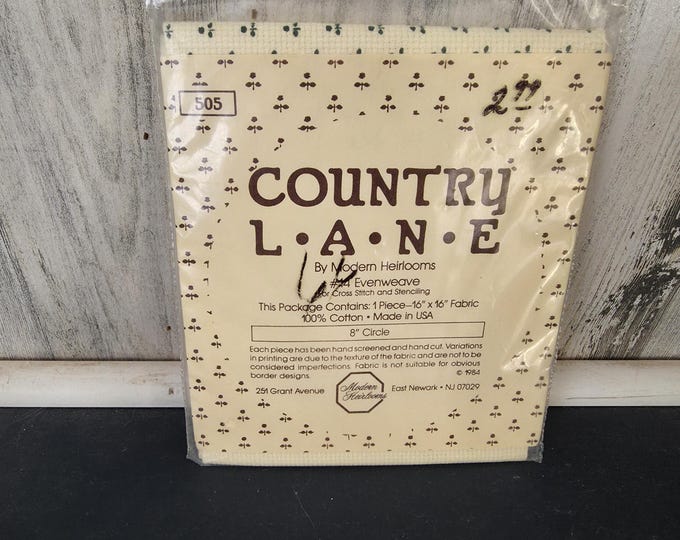 505
2.99
COUNTRY
L•A•N•E
By Modern Heirlooms
#14 Evenweave
for Cross Stitch and Stenciling
This Package Contains: 1 Piece–16" x 16" Fabric
100% Cotton • Made in USA
8" Circle
Each piece has been hand screened and hand cut. Variations
in printing are due to the texture of the fabric and are not to be
considered imperfections. Fabric is not suitable for obvious
border designs. © 1984
251 Grant Avenue Modern Heirlooms East Newark • NJ 07029